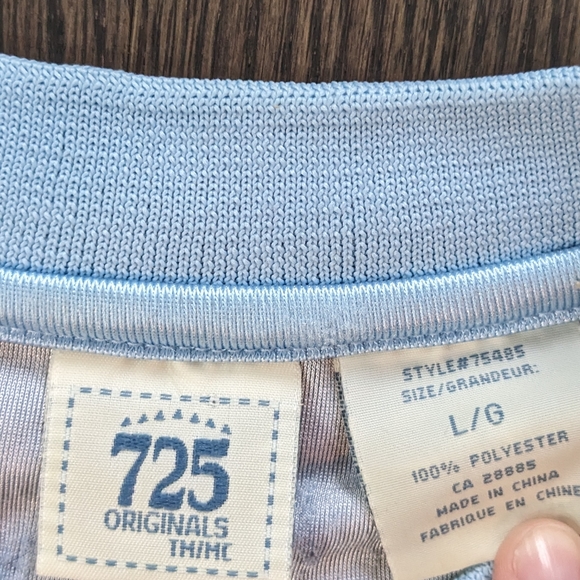 725
ORIGINALS
TM/MC
STYLE#75485
SIZE/GRANDEUR:
L/G
100% POLYESTER
CA 28885
MADE IN CHINA
FABRIQUE EN CHINE